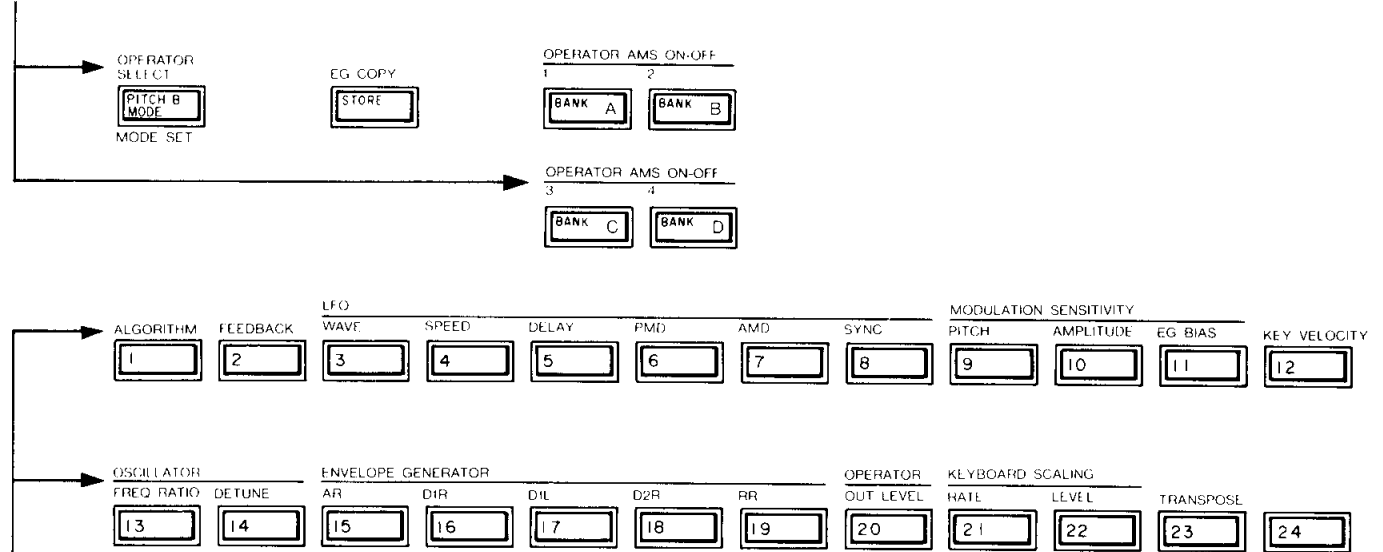 OPERATOR AMS ON-OFF
OPERATOR
SELECT
EG COPY
1 2
PITCH B
MODE
STORE
BANK A
BANK B
MODE SET
OPERATOR AMS ON-OFF
3 4
BANK C
BANK D
LFO
MODULATION SENSITIVITY
ALGORITHM FEEDBACK WAVE SPEED DELAY PMD AMD SYNC PITCH AMPLITUDE EG BIAS KEY VELOCITY
1 2 3 4 5 6 7 8 9 10 11 12
OSCILLATOR ENVELOPE GENERATOR OPERATOR KEYBOARD SCALING
FREQ RATIO DETUNE AR D1R D1L D2R RR OUT LEVEL RATE LEVEL TRANSPOSE
13 14 15 16 17 18 19 20 21 22 23 24